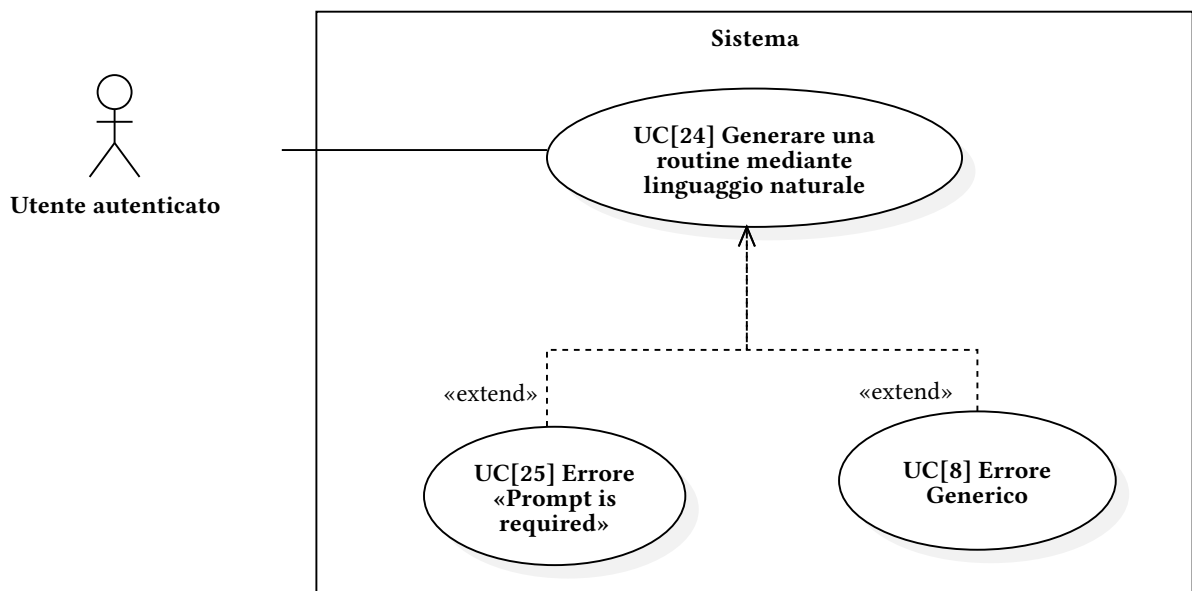 Sistema
UC[24] Generare una
routine mediante
linguaggio naturale
Utente autenticato
«extend»
«extend»
UC[25] Errore
«Prompt is
required»
UC[8] Errore
Generico